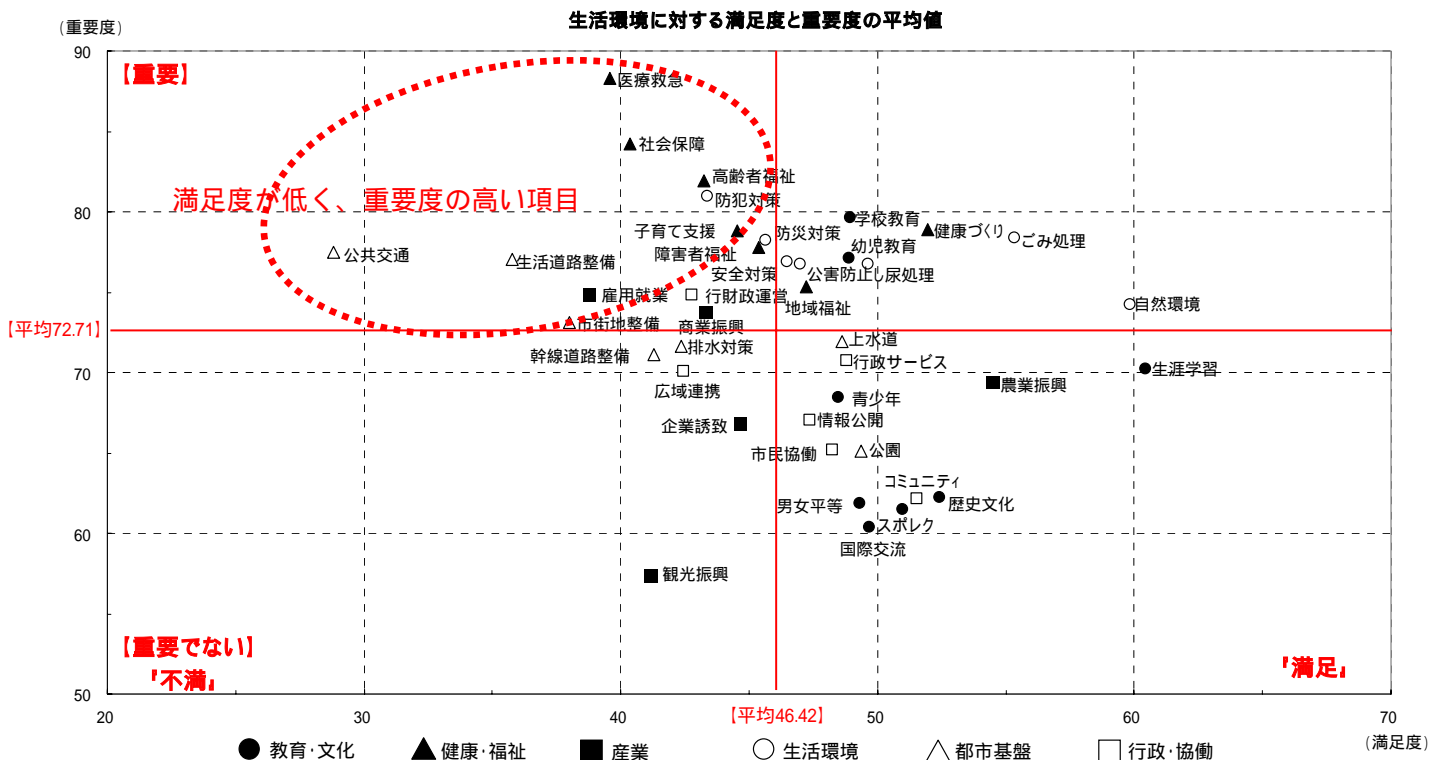 生活環境に対する満足度と重要度の平均値
(重要度)
90
【重要】
医療救急
社会保障
高齢者福祉
満足度が低く、重要度の高い項目
防犯対策
80
学校教育
子育て支援
防災対策
健康づくり
ごみ処理
公共交通
生活道路整備
障害者福祉
幼児教育
安全対策
公害防止
し尿処理
雇用就業
行財政運営
地域福祉
自然環境
【平均72.71】
市街地整備
商業振興
幹線道路整備
排水対策
上水道
行政サービス
70
生涯学習
広域連携
農業振興
青少年
企業誘致
情報公開
市民協働
公園
コミュニティ
男女平等
歴史文化
スポレク
60
国際交流
観光振興
【重要でない】
『不満』
『満足』
50
20
30
40
【平均46.42】
50
60
70
(満足度)
● 教育・文化
▲ 健康・福祉
■ 産業
○ 生活環境
△ 都市基盤
□ 行政・協働